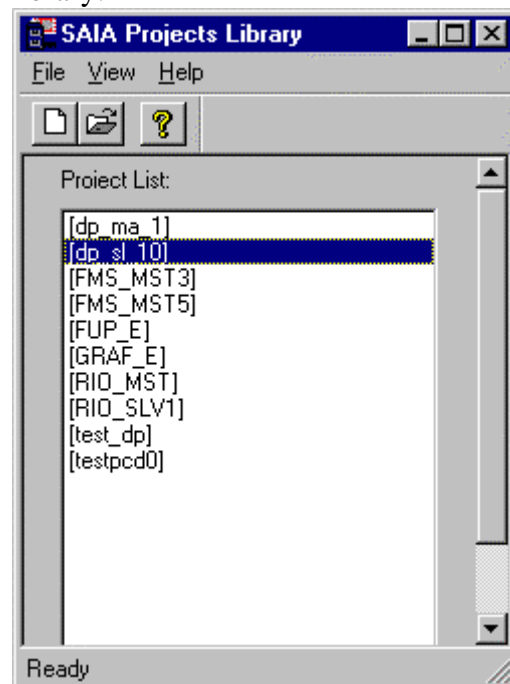 SAIA Projects Library
File View Help
Project List:
[dp_ma_1]
[dp_sl_10]
[FMS_MST3]
[FMS_MST5]
[FUP_E]
[GRAF_E]
[RIO_MST]
[RIO_SLV1]
[test_dp]
[testpcd0]
Ready